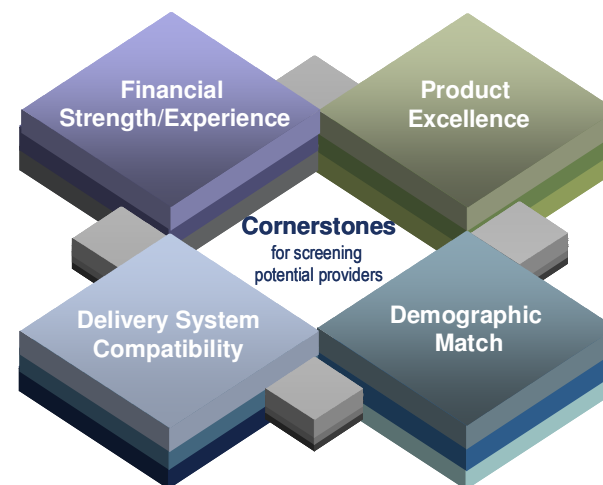 Financial
Strength/Experience
Product
Excellence
Cornerstones
for screening
potential providers
Delivery System
Compatibility
Demographic
Match